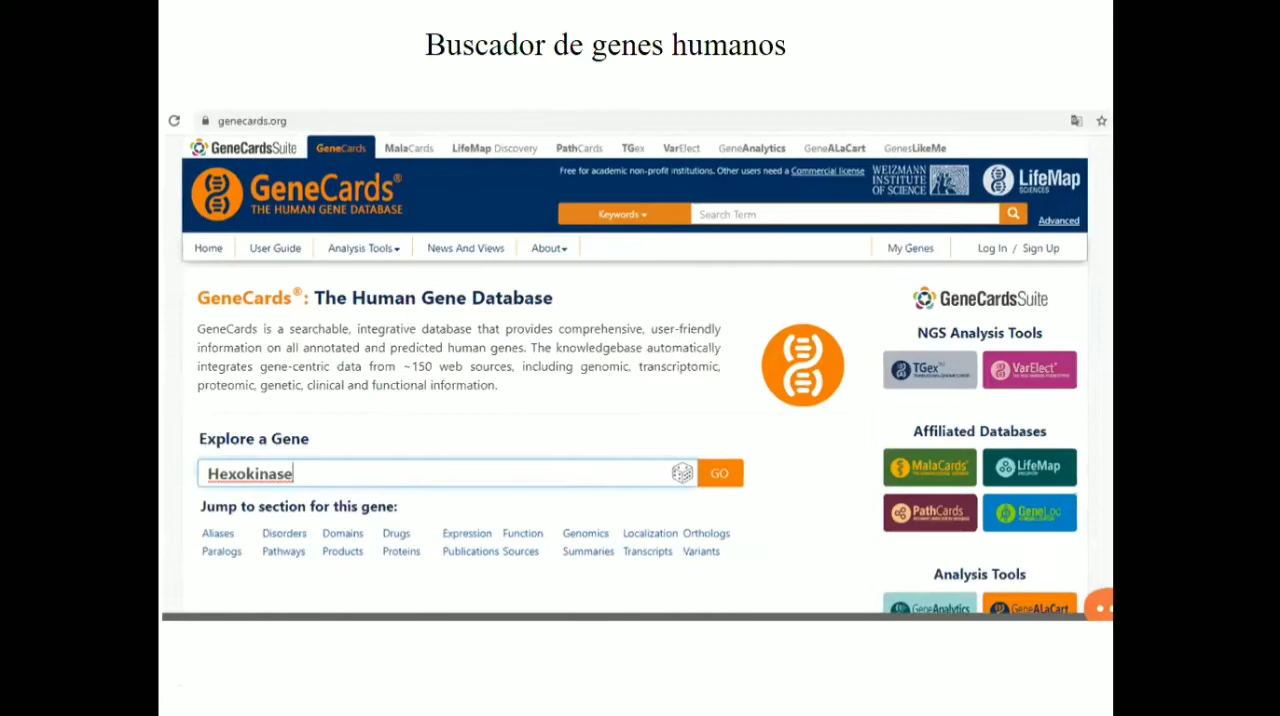 Buscador de genes humanos
genecards.org
GeneCardsSuite GeneCards MalaCards LifeMap Discovery PathCards TGex VarElect GeneAnalytics GeneALaCart GenesLikeMe
Free for academic non-profit institutions. Other users need a Commercial license
WEIZMANN INSTITUTE OF SCIENCE
LifeMap SCIENCES
GeneCards®
THE HUMAN GENE DATABASE
Keywords Search Term
Advanced
Home User Guide Analysis Tools News And Views About My Genes Log In / Sign Up
GeneCards®: The Human Gene Database
GeneCards is a searchable, integrative database that provides comprehensive, user-friendly
information on all annotated and predicted human genes. The knowledgebase automatically
integrates gene-centric data from ~150 web sources, including genomic, transcriptomic,
proteomic, genetic, clinical and functional information.
Explore a Gene
Hexokinase GO
Jump to section for this gene:
Aliases Disorders Domains Drugs Expression Function Genomics Localization Orthologs
Paralogs Pathways Products Proteins Publications Sources Summaries Transcripts Variants
GeneCardsSuite
NGS Analysis Tools
TGex VarElect
Affiliated Databases
MalaCards LifeMap
PathCards GeneLoc
Analysis Tools
GeneAnalytics GeneALaCart